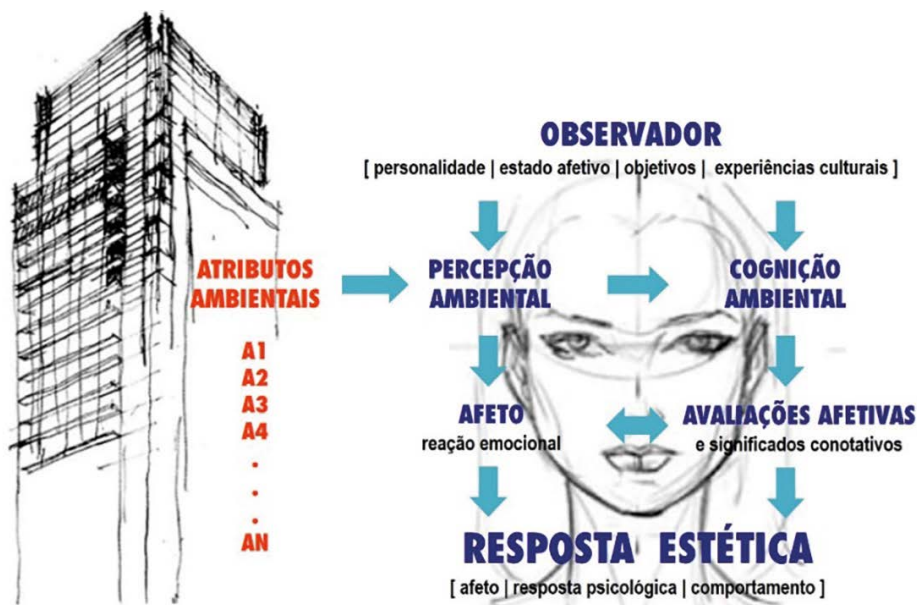 OBSERVADOR
[ personalidade | estado afetivo | objetivos | experiências culturais ]
ATRIBUTOS
AMBIENTAIS
PERCEPÇÃO
AMBIENTAL
COGNIÇÃO
AMBIENTAL
A1
A2
A3
A4
.
.
.
AN
AFETO
reação emocional
AVALIAÇÕES AFETIVAS
e significados conotativos
RESPOSTA ESTÉTICA
[ afeto | resposta psicológica | comportamento ]